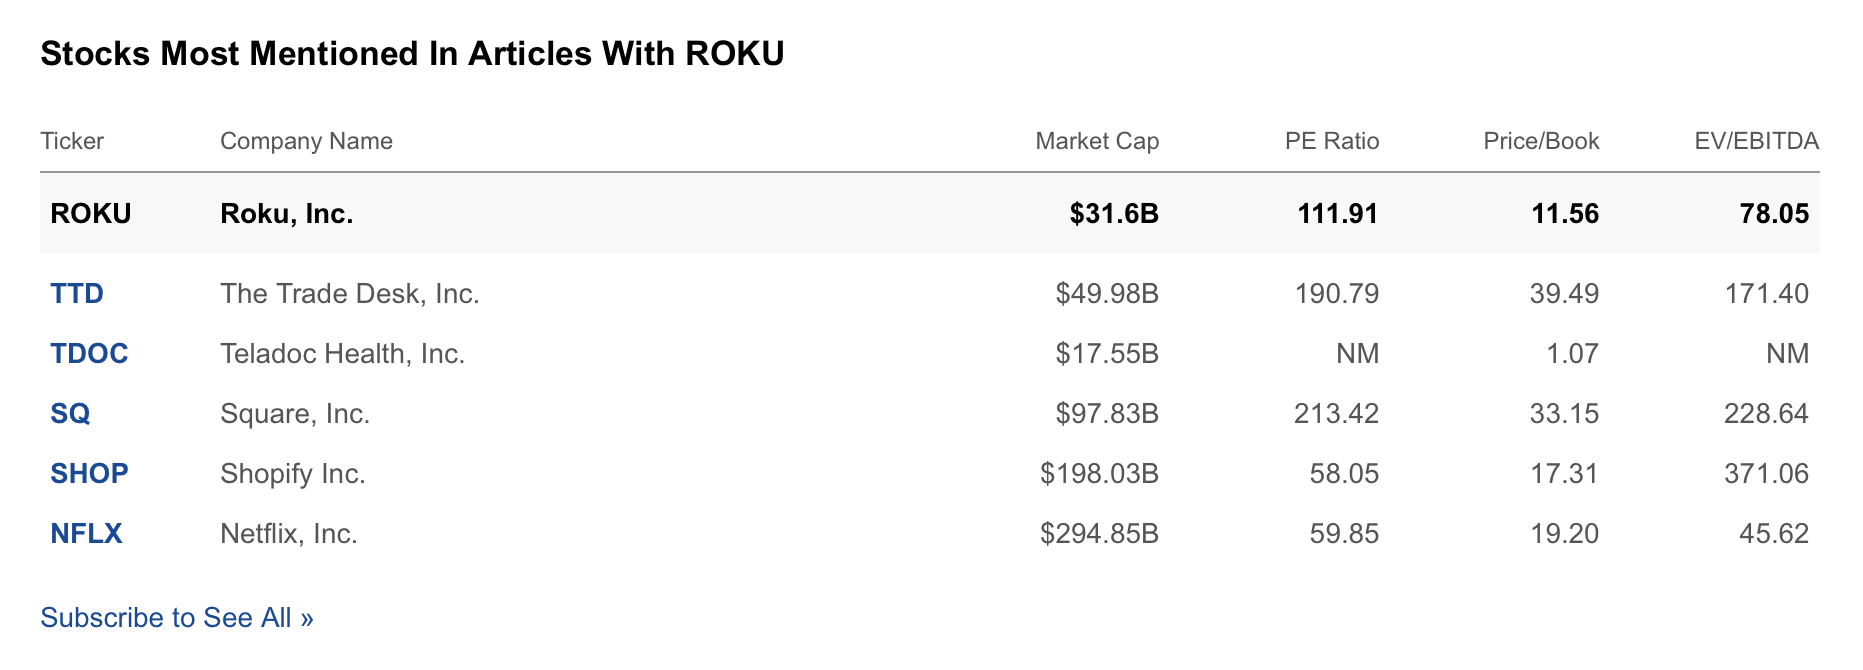 Stocks Most Mentioned In Articles With ROKU
Ticker Company Name Market Cap PE Ratio Price/Book EV/EBITDA
ROKU Roku, Inc. $31.6B 111.91 11.56 78.05
TTD The Trade Desk, Inc. $49.98B 190.79 39.49 171.40
TDOC Teladoc Health, Inc. $17.55B NM 1.07 NM
SQ Square, Inc. $97.83B 213.42 33.15 228.64
SHOP Shopify Inc. $198.03B 58.05 17.31 371.06
NFLX Netflix, Inc. $294.85B 59.85 19.20 45.62
Subscribe to See All »